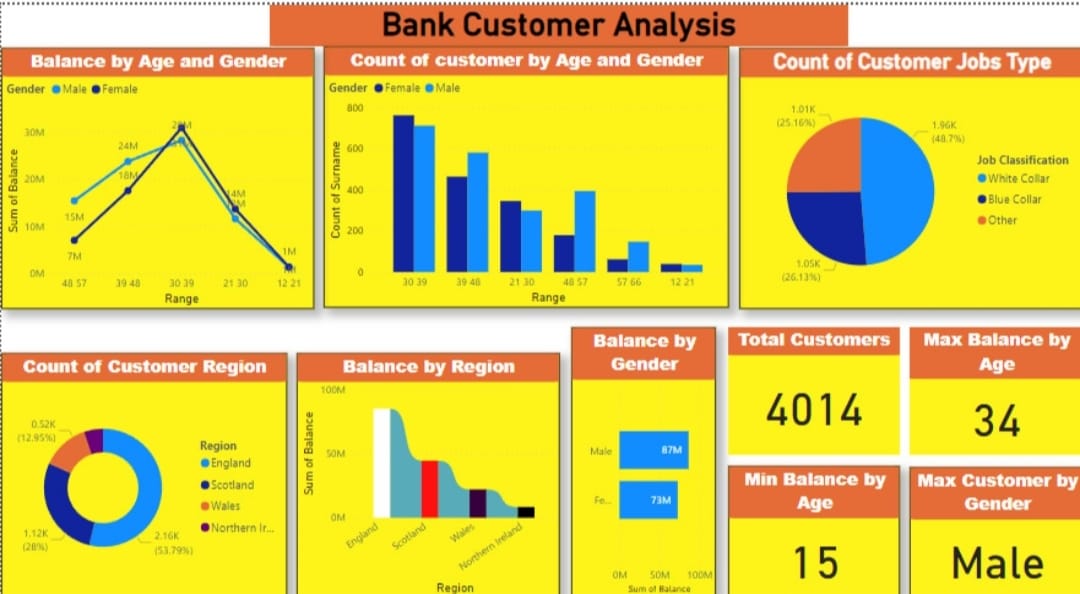 Bank Customer Analysis
Balance by Age and Gender
Gender Male Female
Sum of Balance
30M
20M
10M
0M
15M
7M
24M
18M
14M
1M
48 57
39 48
30 39
21 30
12 21
Range
Count of customer by Age and Gender
Gender Female Male
Count of Surname
800
600
400
200
0
30 39
39 48
21 30
48 57
57 66
12 21
Range
Count of Customer Jobs Type
1.01K
(25.16%)
1.96K
(48.7%)
1.05K
(26.13%)
Job Classification
White Collar
Blue Collar
Other
Count of Customer Region
0.52K
(12.95%)
1.12K
(28%)
2.16K
(53.79%)
Region
England
Scotland
Wales
Northern Ir...
Balance by Region
Sum of Balance
100M
50M
0M
England
Scotland
Wales
Northern Ireland
Region
Balance by
Gender
Male
87M
Fe...
73M
0M
50M
100M
Sum of Balance
Total Customers
4014
Max Balance by
Age
34
Min Balance by
Age
15
Max Customer by
Gender
Male